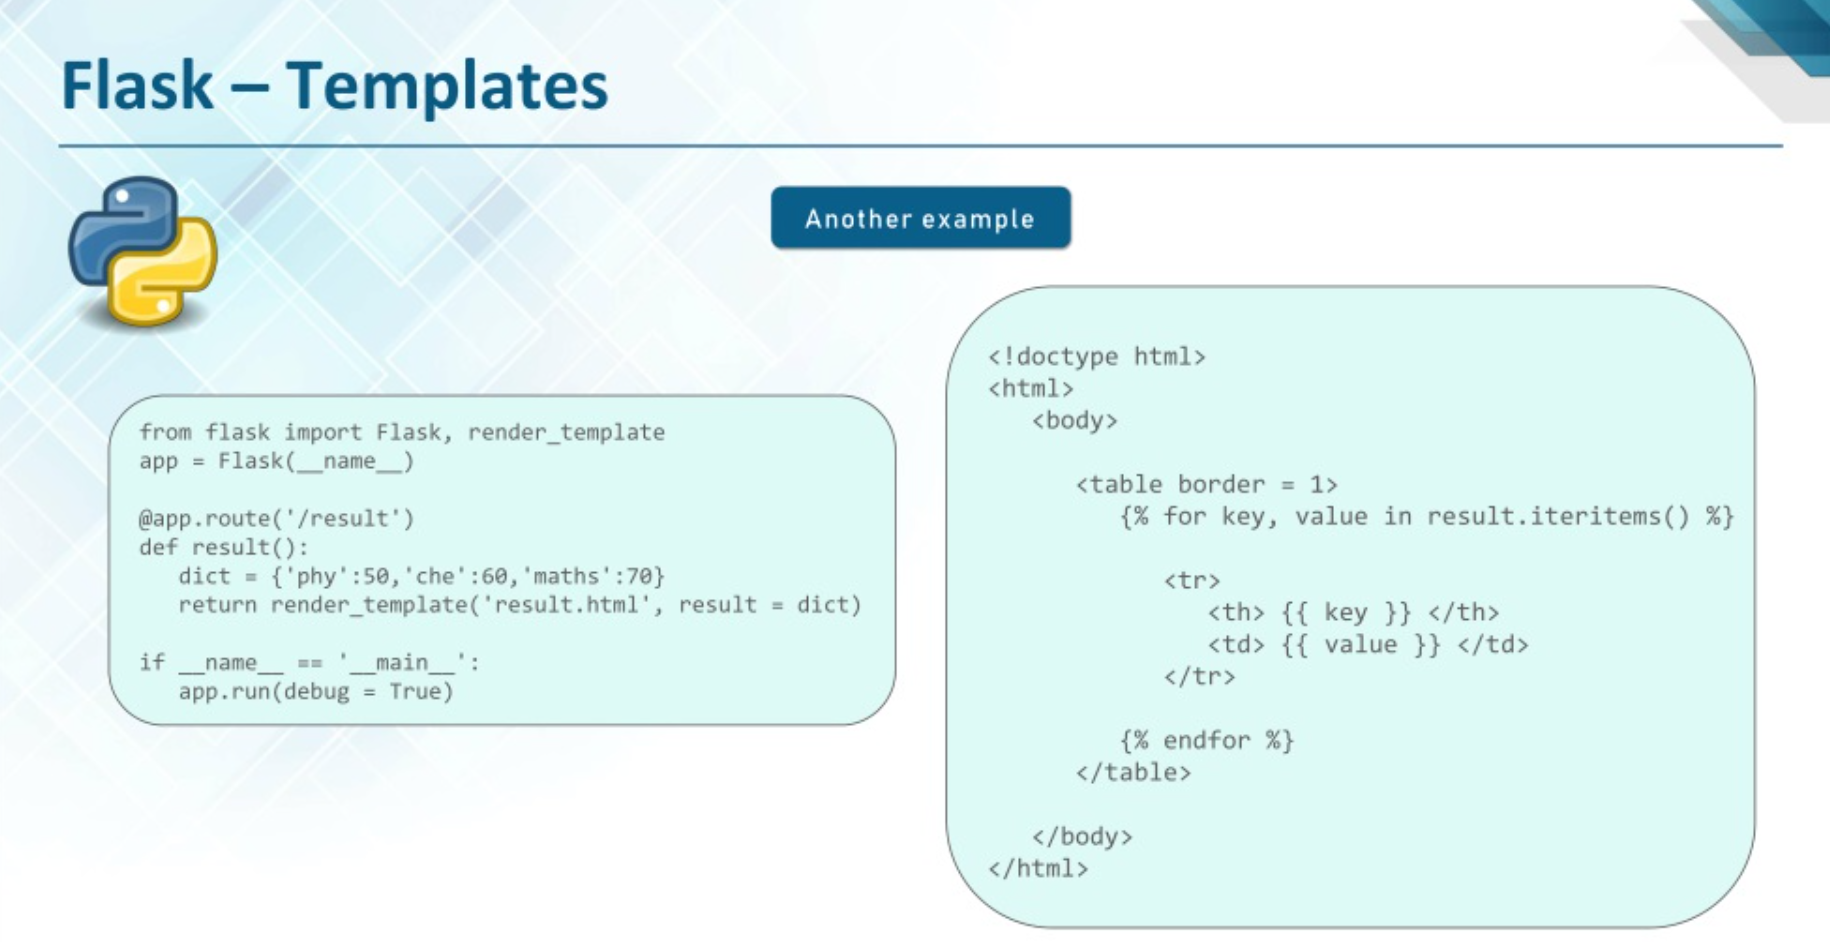 Flask – Templates
Another example
from flask import Flask, render_template
app = Flask(__name__)
@app.route('/result')
def result():
   dict = {'phy':50,'che':60,'maths':70}
   return render_template('result.html', result = dict)
if __name__ == '__main__':
   app.run(debug = True)
<!doctype html>
<html>
   <body>
      <table border = 1>
         {% for key, value in result.iteritems() %}
            <tr>
               <th> {{ key }} </th>
               <td> {{ value }} </td>
            </tr>
         {% endfor %}
      </table>
   </body>
</html>